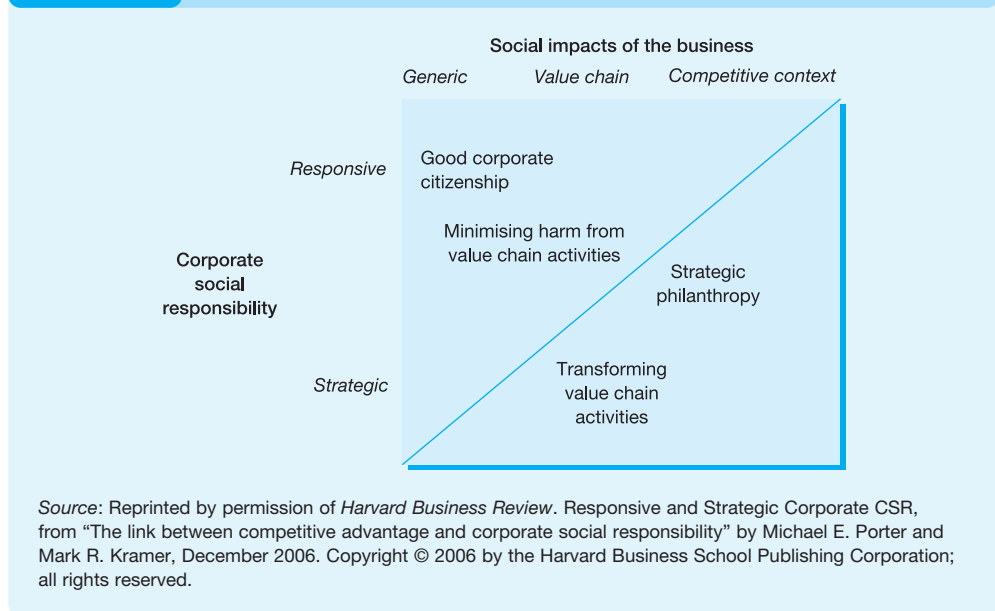 Social impacts of the business
Generic Value chain Competitive context
Responsive
Good corporate
citizenship
Minimising harm from
value chain activities
Corporate
social
responsibility
Strategic
philanthropy
Strategic
Transforming
value chain
activities
Source: Reprinted by permission of Harvard Business Review. Responsive and Strategic Corporate CSR,
from “The link between competitive advantage and corporate social responsibility” by Michael E. Porter and
Mark R. Kramer, December 2006. Copyright © 2006 by the Harvard Business School Publishing Corporation;
all rights reserved.